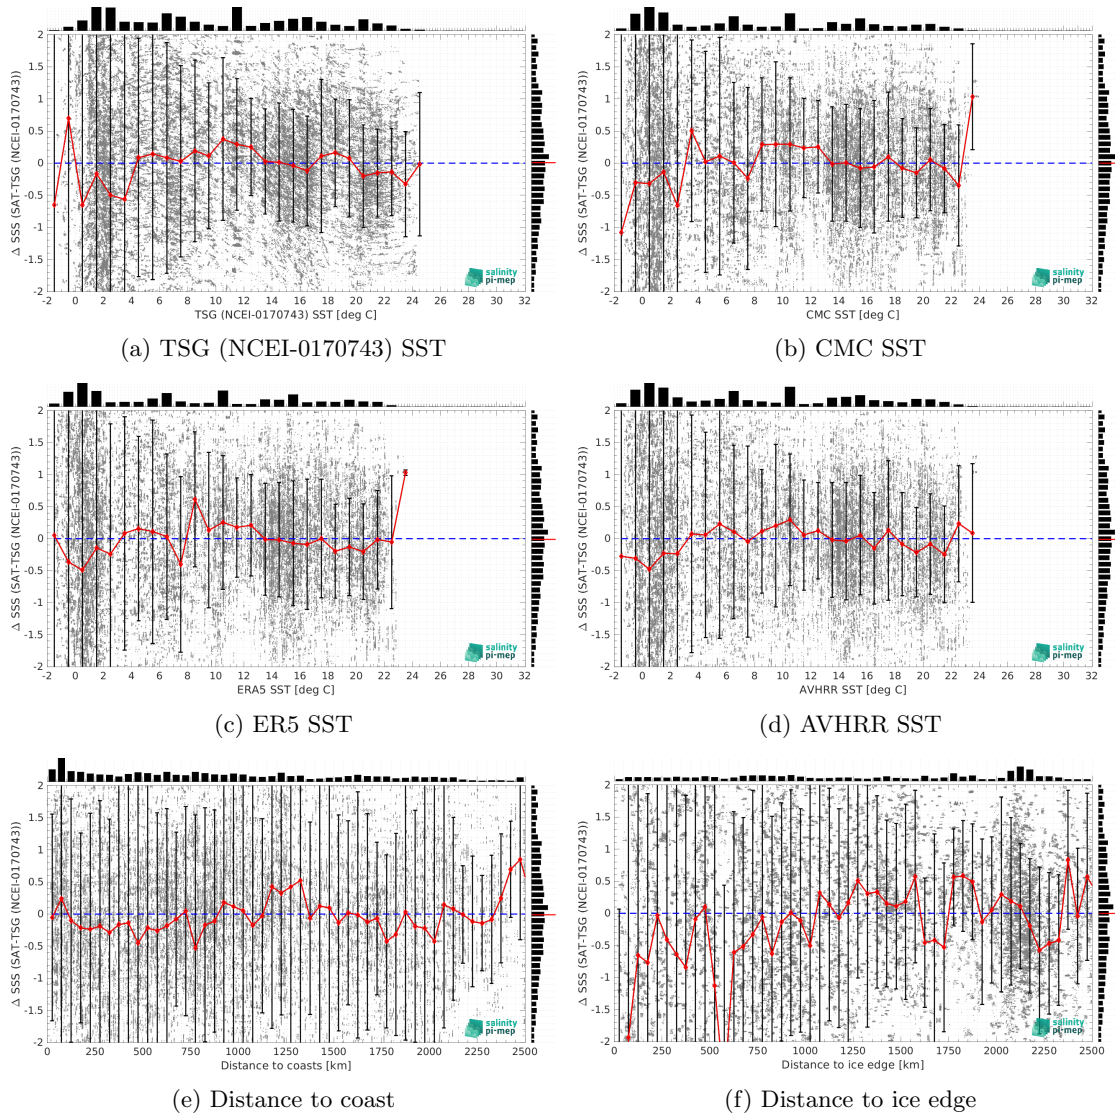 2
1.5
1
0.5
0
-0.5
-1
-1.5
-2
Δ SSS (SAT-TSG (NCEI-0170743))
salinity
pi-mep
-2 0 2 4 6 8 10 12 14 16 18 20 22 24 26 28 30 32
TSG (NCEI-0170743) SST [deg C]
(a) TSG (NCEI-0170743) SST
2
1.5
1
0.5
0
-0.5
-1
-1.5
-2
Δ SSS (SAT-TSG (NCEI-0170743))
salinity
pi-mep
-2 0 2 4 6 8 10 12 14 16 18 20 22 24 26 28 30 32
CMC SST [deg C]
(b) CMC SST
2
1.5
1
0.5
0
-0.5
-1
-1.5
-2
Δ SSS (SAT-TSG (NCEI-0170743))
salinity
pi-mep
-2 0 2 4 6 8 10 12 14 16 18 20 22 24 26 28 30 32
ERA5 SST [deg C]
(c) ER5 SST
2
1.5
1
0.5
0
-0.5
-1
-1.5
-2
Δ SSS (SAT-TSG (NCEI-0170743))
salinity
pi-mep
-2 0 2 4 6 8 10 12 14 16 18 20 22 24 26 28 30 32
AVHRR SST [deg C]
(d) AVHRR SST
2
1.5
1
0.5
0
-0.5
-1
-1.5
-2
Δ SSS (SAT-TSG (NCEI-0170743))
salinity
pi-mep
0 250 500 750 1000 1250 1500 1750 2000 2250 2500
Distance to coasts [km]
(e) Distance to coast
2
1.5
1
0.5
0
-0.5
-1
-1.5
-2
Δ SSS (SAT-TSG (NCEI-0170743))
salinity
pi-mep
0 250 500 750 1000 1250 1500 1750 2000 2250 2500
Distance to ice edge [km]
(f) Distance to ice edge